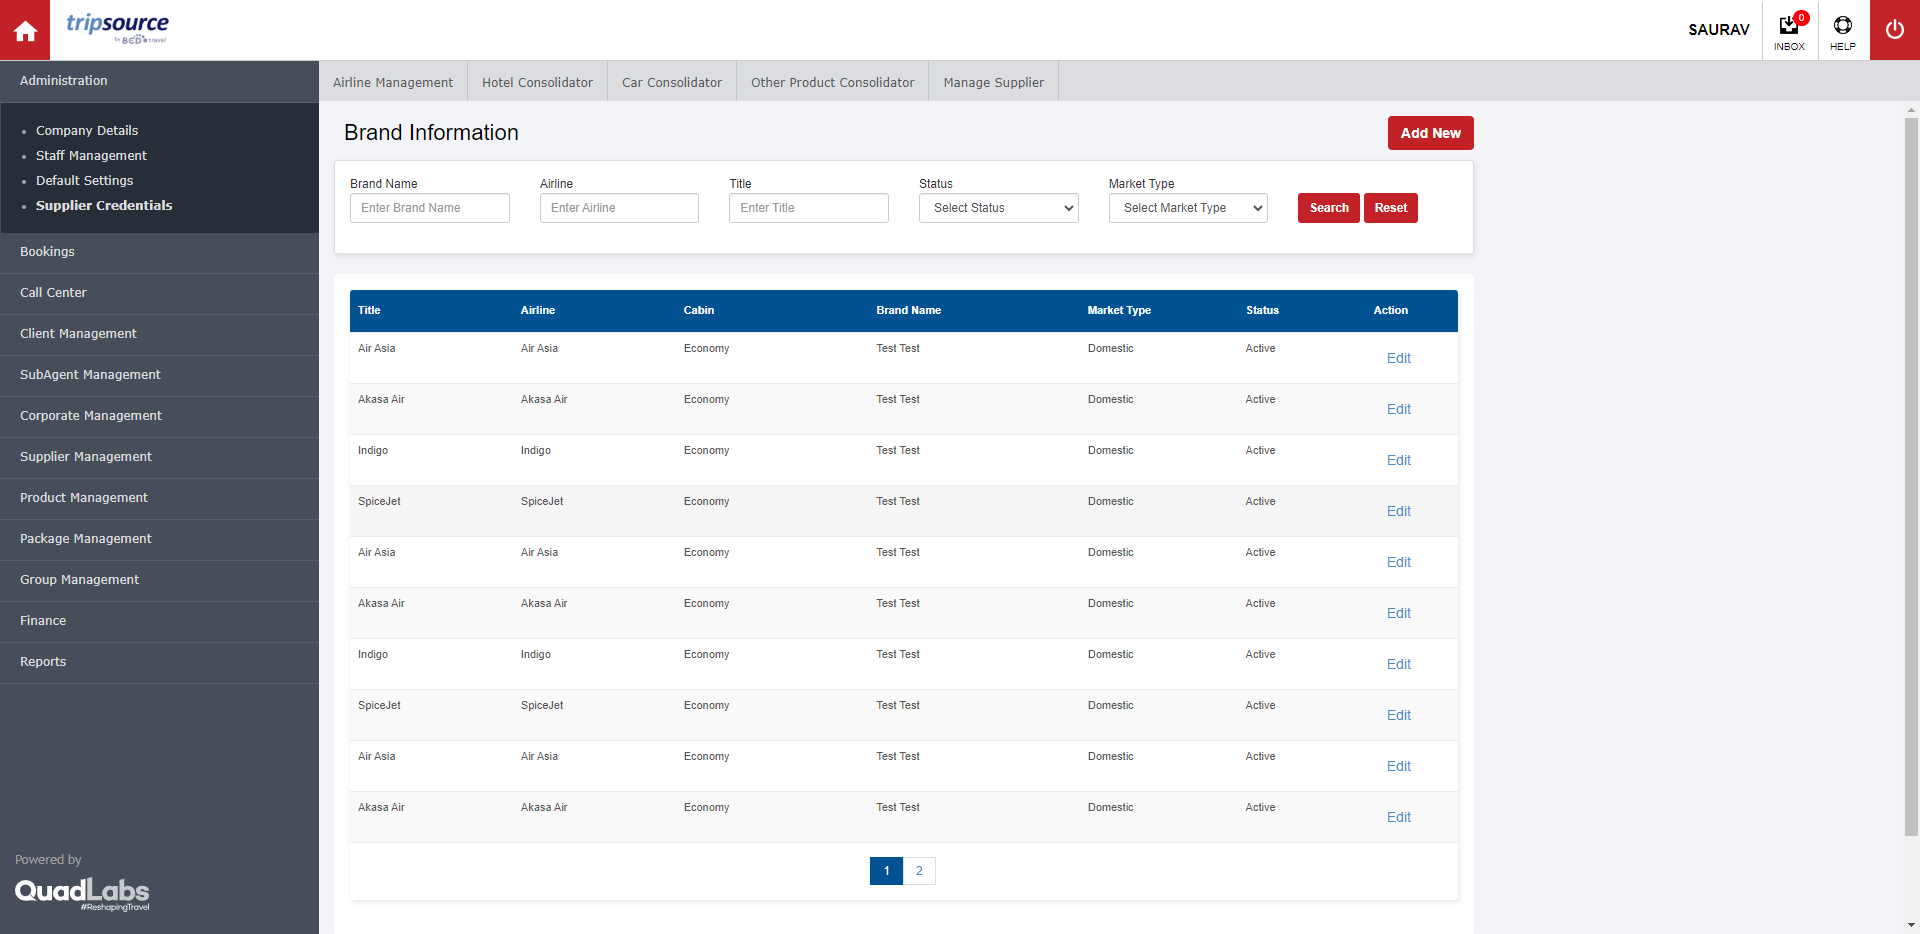 tripsource
by BCD travel
SAURAV
0
INBOX
HELP
Administration
Company Details
Staff Management
Default Settings
Supplier Credentials
Bookings
Call Center
Client Management
SubAgent Management
Corporate Management
Supplier Management
Product Management
Package Management
Group Management
Finance
Reports
Powered by
QuadLabs
#ReshapingTravel
Airline Management Hotel Consolidator Car Consolidator Other Product Consolidator Manage Supplier
Brand Information
Add New
Brand Name Airline Title Status Market Type
Enter Brand Name Enter Airline Enter Title Select Status Select Market Type Search Reset
Title Airline Cabin Brand Name Market Type Status Action
Air Asia Air Asia Economy Test Test Domestic Active Edit
Akasa Air Akasa Air Economy Test Test Domestic Active Edit
Indigo Indigo Economy Test Test Domestic Active Edit
SpiceJet SpiceJet Economy Test Test Domestic Active Edit
Air Asia Air Asia Economy Test Test Domestic Active Edit
Akasa Air Akasa Air Economy Test Test Domestic Active Edit
Indigo Indigo Economy Test Test Domestic Active Edit
SpiceJet SpiceJet Economy Test Test Domestic Active Edit
Air Asia Air Asia Economy Test Test Domestic Active Edit
Akasa Air Akasa Air Economy Test Test Domestic Active Edit
1 2